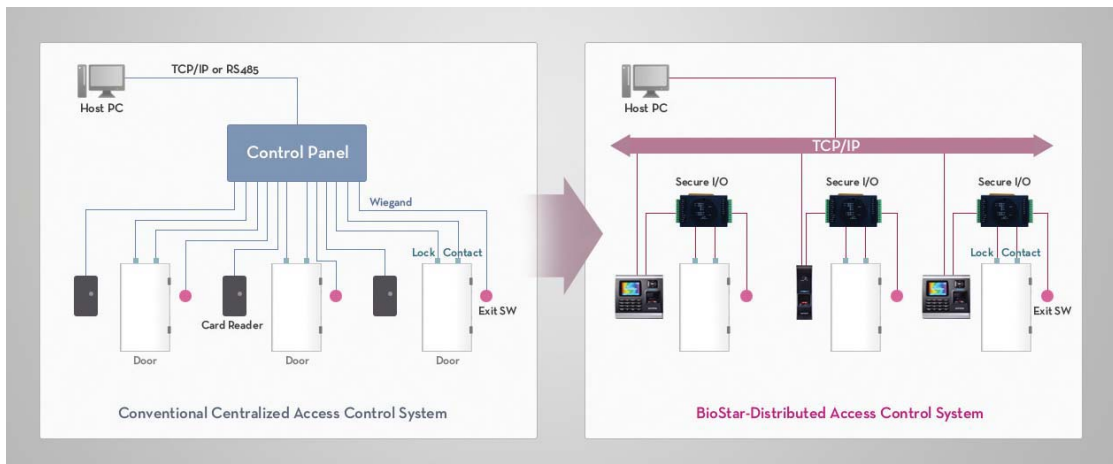 TCP/IP or RS485
Host PC
Control Panel
Wiegand
Lock Contact
Card Reader
Exit SW
Door
Door
Door
Conventional Centralized Access Control System
Host PC
TCP/IP
Secure I/O
Secure I/O
Secure I/O
Lock Contact
Exit SW
BioStar-Distributed Access Control System